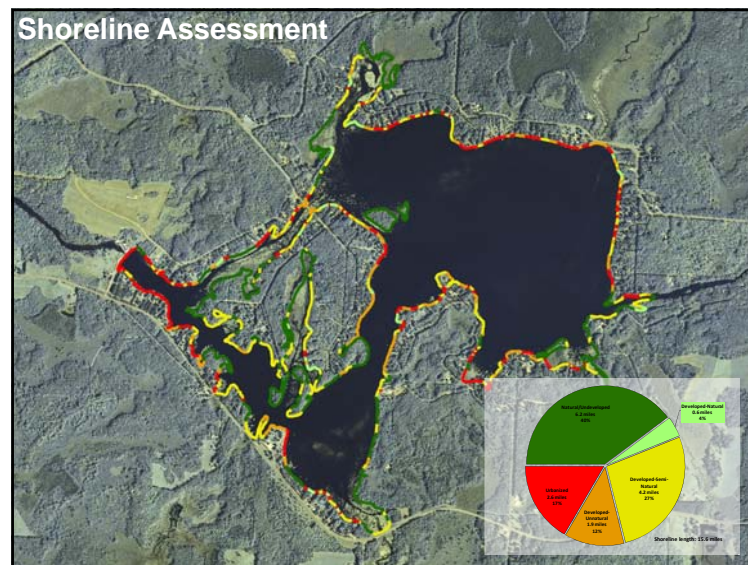 Shoreline Assessment
Natural/Undeveloped
miles
40%
Developed-Natural
0.6 miles
4%
Developed-Semi-
Natural
4.2 miles
27%
Urbanized
2.6 miles
17%
Developed-
Unnatural
1.9 miles
12%
Shoreline length: 15.6 miles